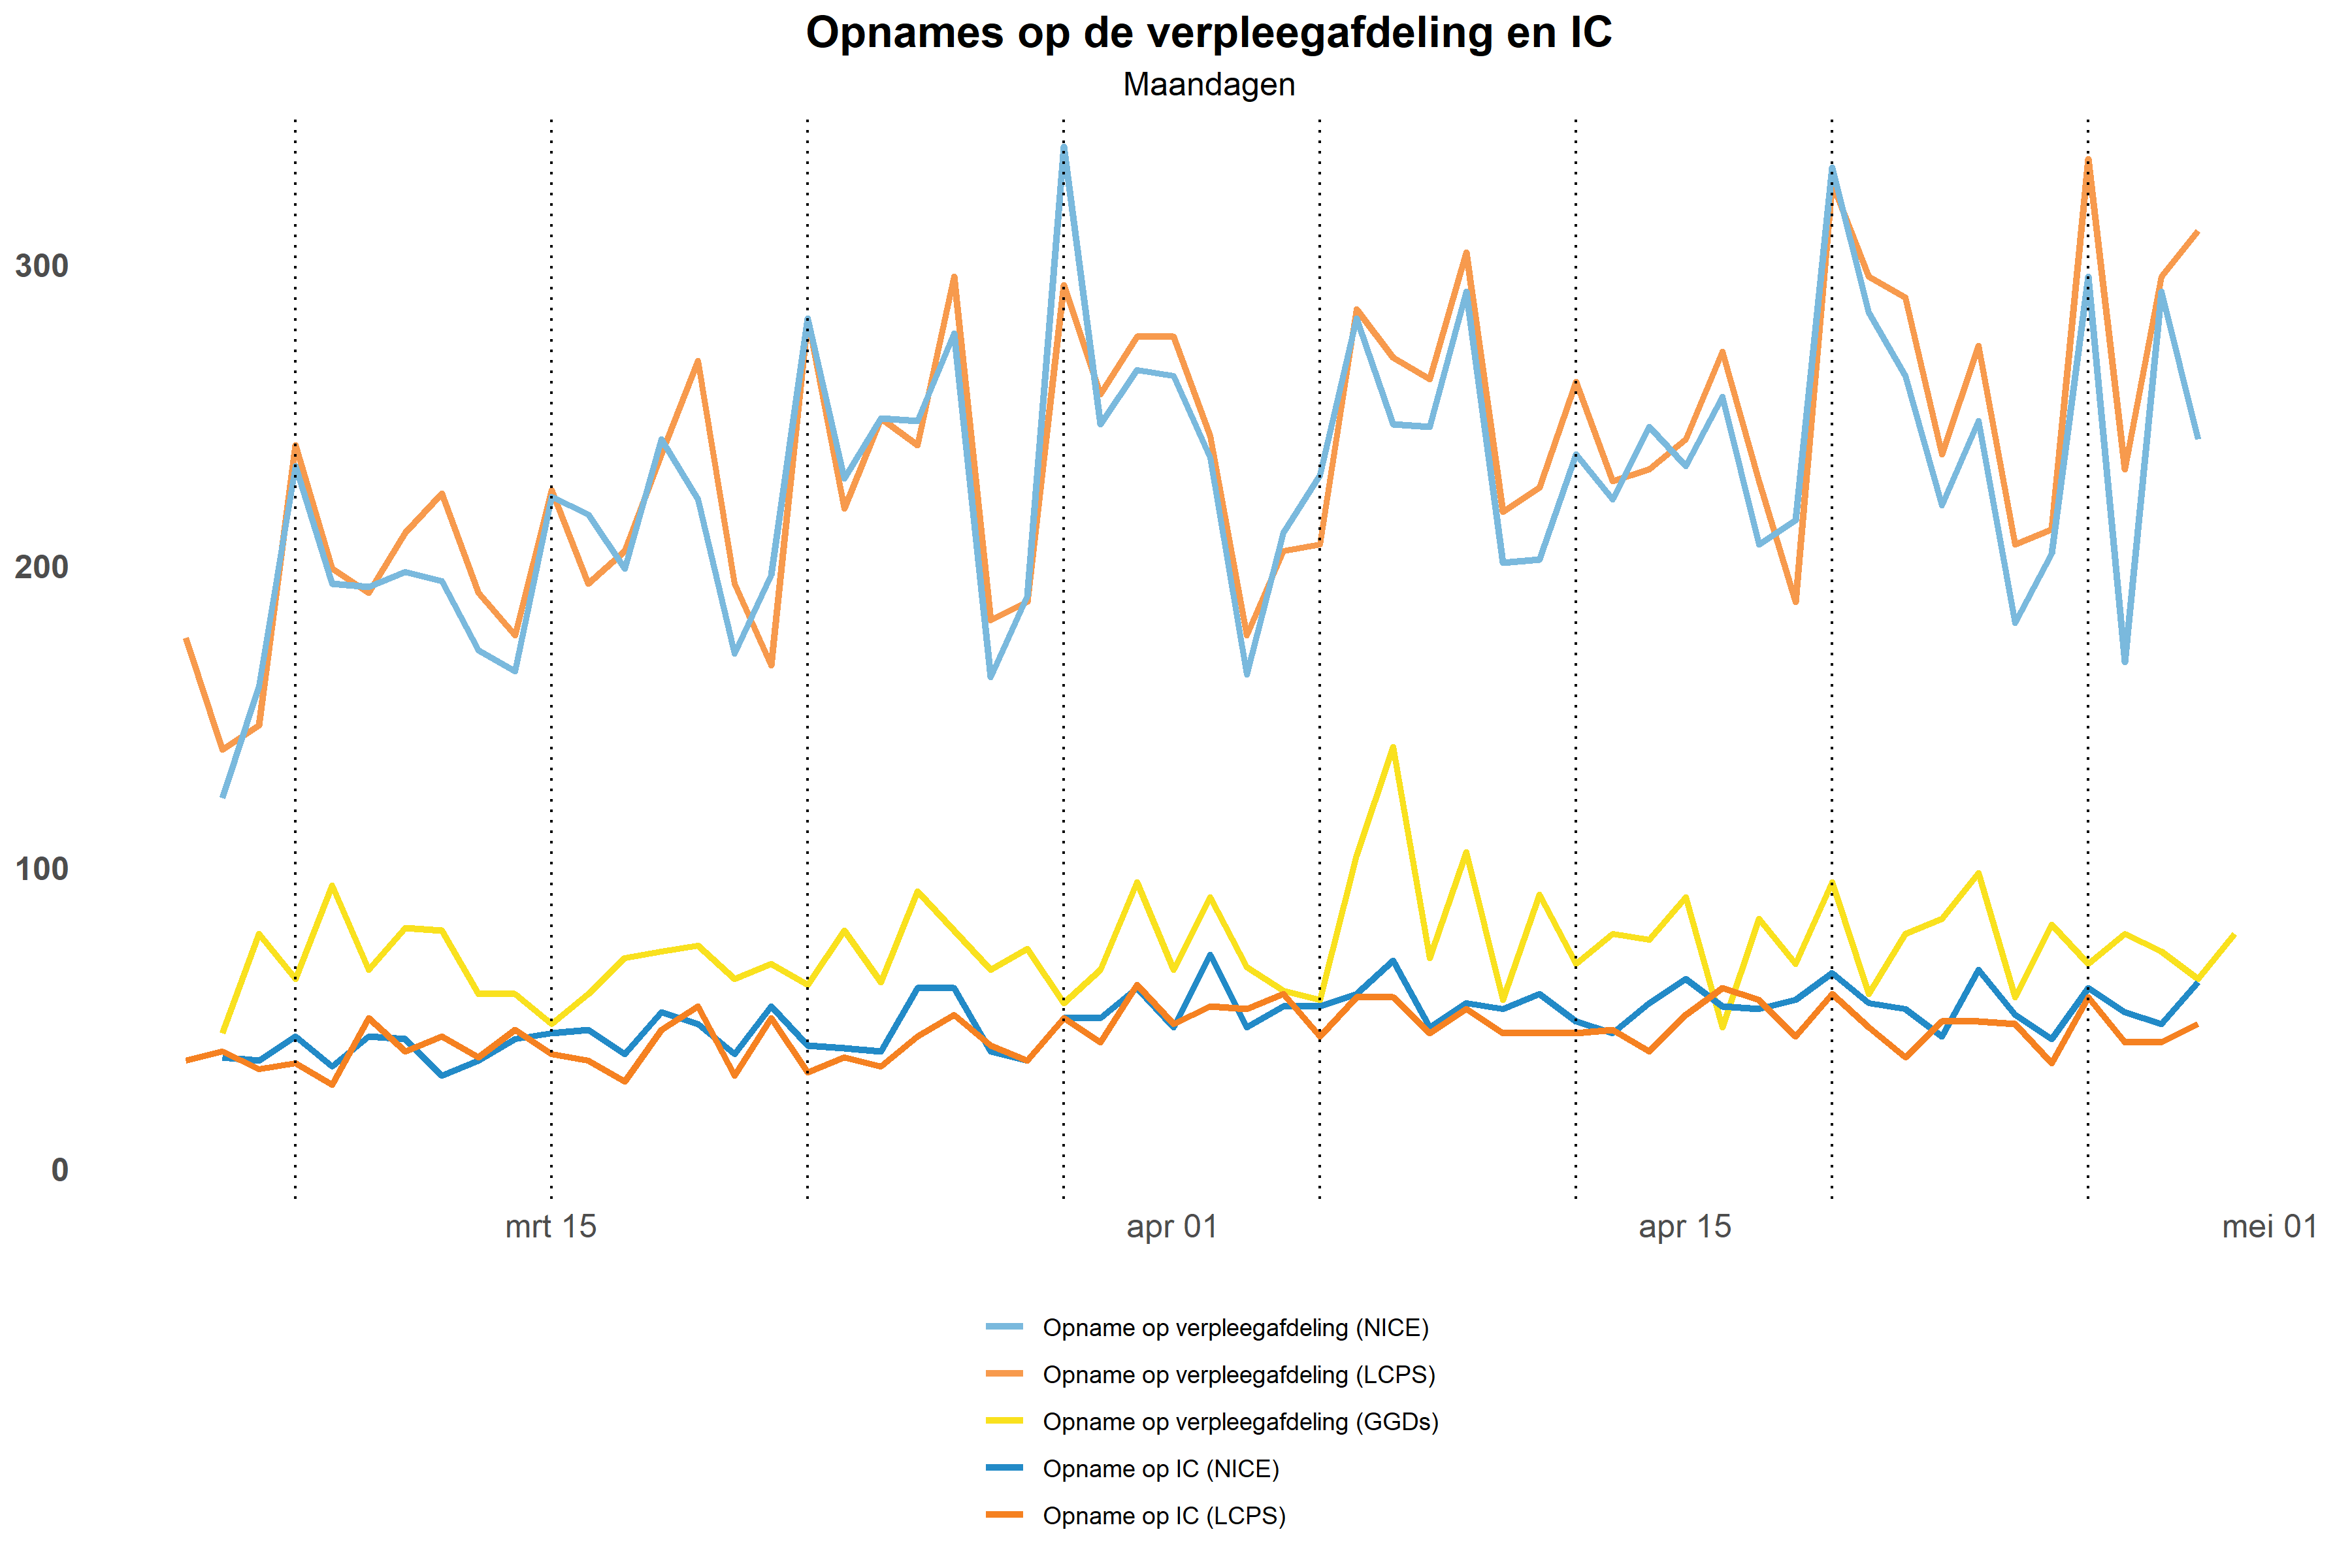 Opnames op de verpleegafdeling en IC
Maandagen
300
200
100
0
mrt 15
apr 01
apr 15
mei 01
Opname op verpleegafdeling (NICE)
Opname op verpleegafdeling (LCPS)
Opname op verpleegafdeling (GGDs)
Opname op IC (NICE)
Opname op IC (LCPS)